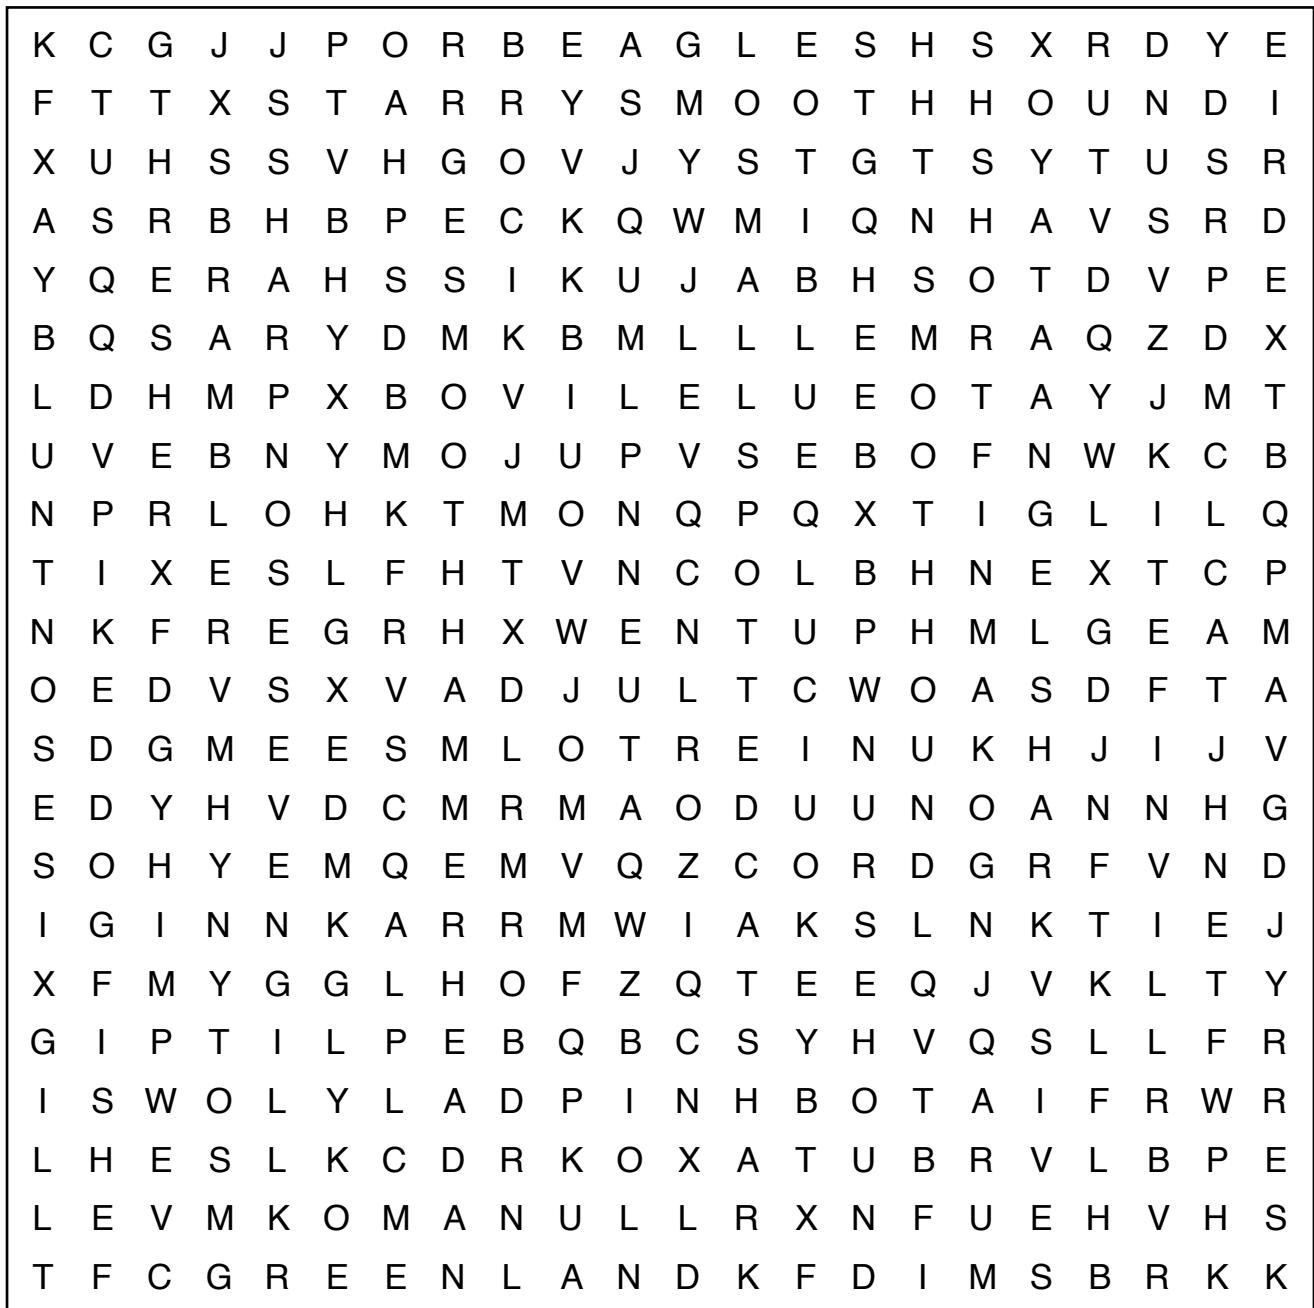 K C G J J P O R B E A G L E S H S X R D Y E
F T T X S T A R R Y S M O O T H H O U N D I
X U H S S V H G O V J Y S T G T S Y T U S R
A S R B H B P E C K Q W M I Q N H A V S R D
Y Q E R A H S S I K U J A B H S O T D V P E
B Q S A R Y D M K B M L L L E M R A Q Z D X
L D H M P X B O V I L E L U E O T A Y J M T
U V E B N Y M O J U P V S E B O F N W K C B
N P R L O H K T M O N Q P Q X T I G L I L Q
T I X E S L F H T V N C O L B H N E X T C P
N K F R E G R H X W E N T U P H M L G E A M
O E D V S X V A D J U L T C W O A S D F T A
S D G M E E S M L O T R E I N U K H J I J V
E D Y H V D C M R M A O D U U N O A N N H G
S O H Y E M Q E M V Q Z C O R D G R F V N D
I G I N N K A R R M W I A K S L N K T I E J
X F M Y G G L H O F Z Q T E E Q J V K L T Y
G I P T I L P E B Q B C S Y H V Q S L L F R
I S W O L Y L A D P I N H B O T A I F R W R
L H E S L K C D R K O X A T U B R V L B P E
L E V M K O M A N U L L R X N F U E H V H S
T F C G R E E N L A N D K F D I M S B R K K